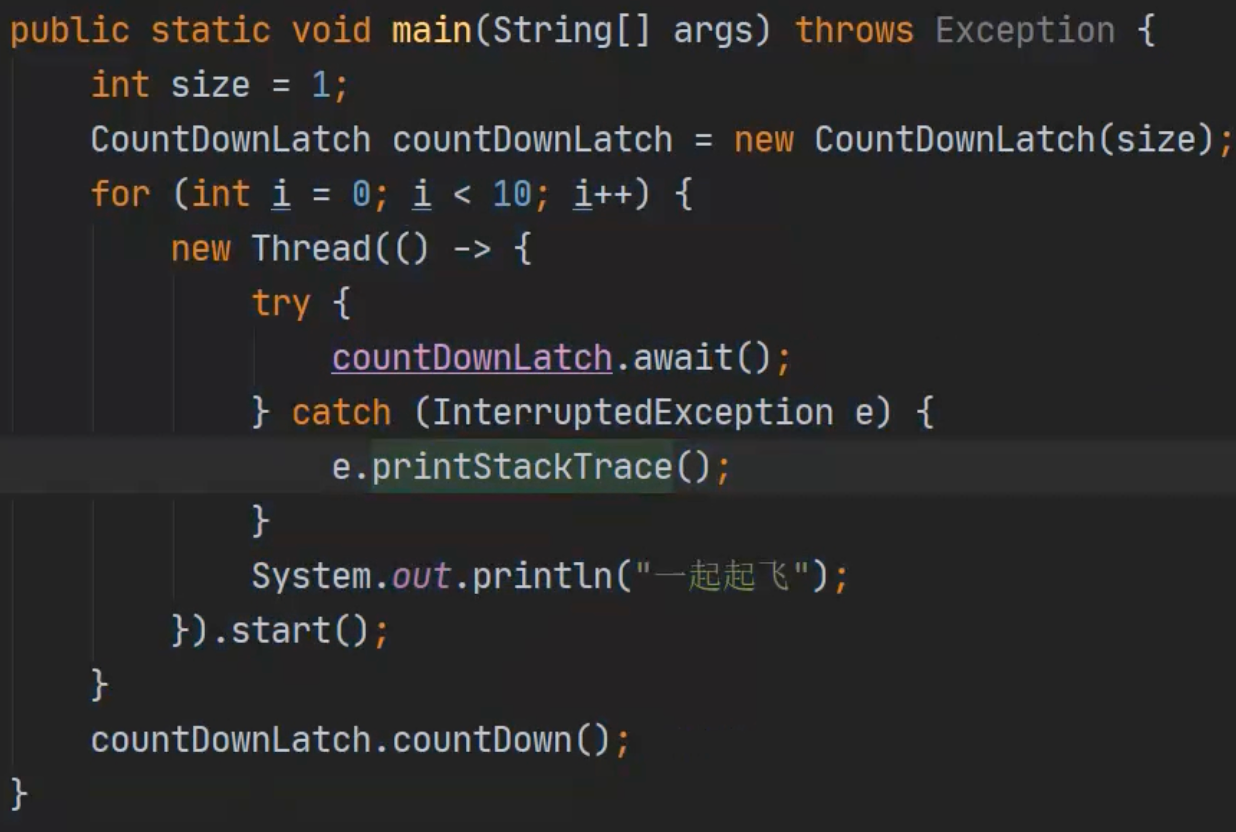 public static void main(String[] args) throws Exception {
    int size = 1;
    CountDownLatch countDownLatch = new CountDownLatch(size);
    for (int i = 0; i < 10; i++) {
        new Thread(() -> {
            try {
                countDownLatch.await();
            } catch (InterruptedException e) {
                e.printStackTrace();
            }
            System.out.println("一起起飞");
        }).start();
    }
    countDownLatch.countDown();
}